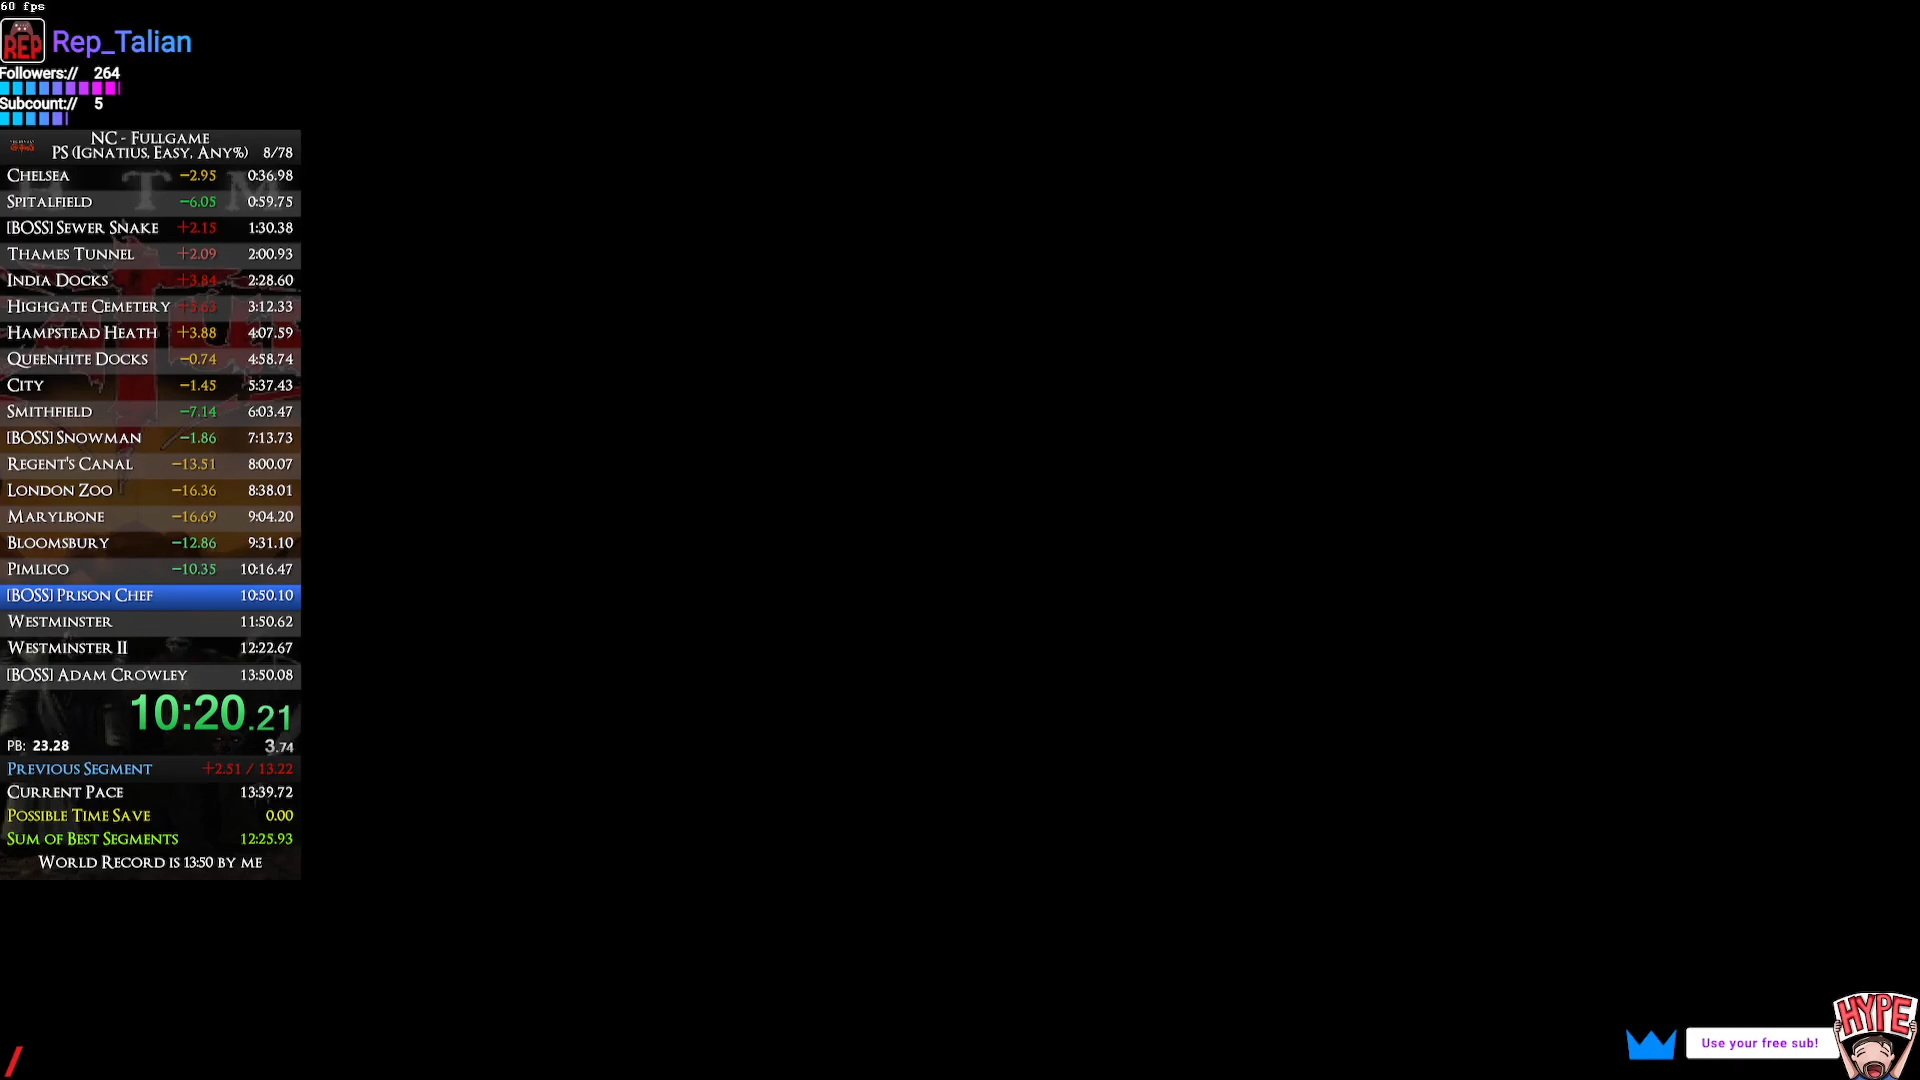 60 fps
REP
Rep_Talian
Followers:// 264
Subcount:// 5
NC - Fullgame
PS (Ignatius, Easy, Any%) 8/78
Chelsea −2.95 0:36.98
Spitalfield −6.05 0:59.75
[BOSS] Sewer Snake +2.15 1:30.38
Thames Tunnel +2.09 2:00.93
India Docks +3.84 2:28.60
Highgate Cemetery +3.63 3:12.33
Hampstead Heath +3.88 4:07.59
Queenhite Docks −0.74 4:58.74
City −1.45 5:37.43
Smithfield −7.14 6:03.47
[BOSS] Snowman −1.86 7:13.73
Regent's Canal −13.51 8:00.07
London Zoo −16.36 8:38.01
Marylbone −16.69 9:04.20
Bloomsbury −12.86 9:31.10
Pimlico −10.35 10:16.47
[BOSS] Prison Chef 10:50.10
Westminster 11:50.62
Westminster II 12:22.67
[BOSS] Adam Crowley 13:50.08
10:20.21
PB: 23.28 3.74
Previous Segment +2.51 / 13.22
Current Pace 13:39.72
Possible Time Save 0.00
Sum of Best Segments 12:25.93
World Record is 13:50 by me
HYPE
Use your free sub!
/